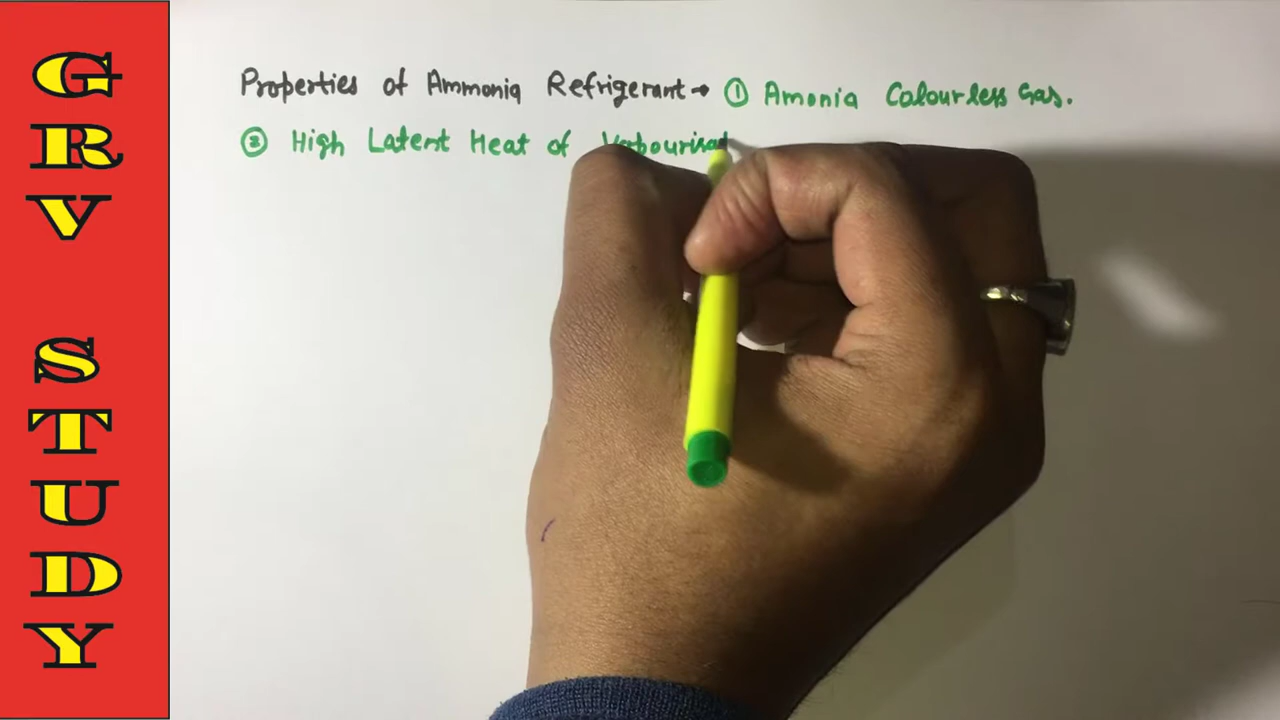 GRV STUDY
Properties of Ammonia Refrigerant → ① Amonia Colourless Gas.
② High Latent Heat of